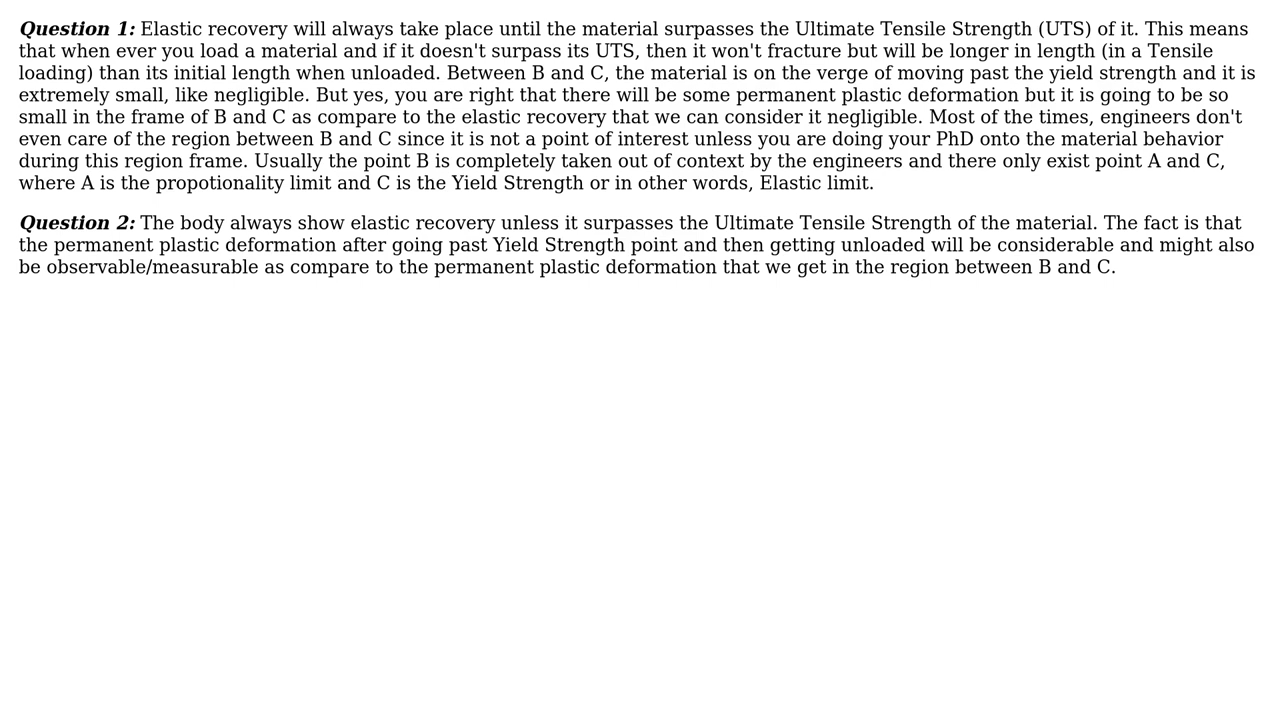 Question 1: Elastic recovery will always take place until the material surpasses the Ultimate Tensile Strength (UTS) of it. This means
that when ever you load a material and if it doesn't surpass its UTS, then it won't fracture but will be longer in length (in a Tensile
loading) than its initial length when unloaded. Between B and C, the material is on the verge of moving past the yield strength and it is
extremely small, like negligible. But yes, you are right that there will be some permanent plastic deformation but it is going to be so
small in the frame of B and C as compare to the elastic recovery that we can consider it negligible. Most of the times, engineers don't
even care of the region between B and C since it is not a point of interest unless you are doing your PhD onto the material behavior
during this region frame. Usually the point B is completely taken out of context by the engineers and there only exist point A and C,
where A is the propotionality limit and C is the Yield Strength or in other words, Elastic limit.
Question 2: The body always show elastic recovery unless it surpasses the Ultimate Tensile Strength of the material. The fact is that
the permanent plastic deformation after going past Yield Strength point and then getting unloaded will be considerable and might also
be observable/measurable as compare to the permanent plastic deformation that we get in the region between B and C.